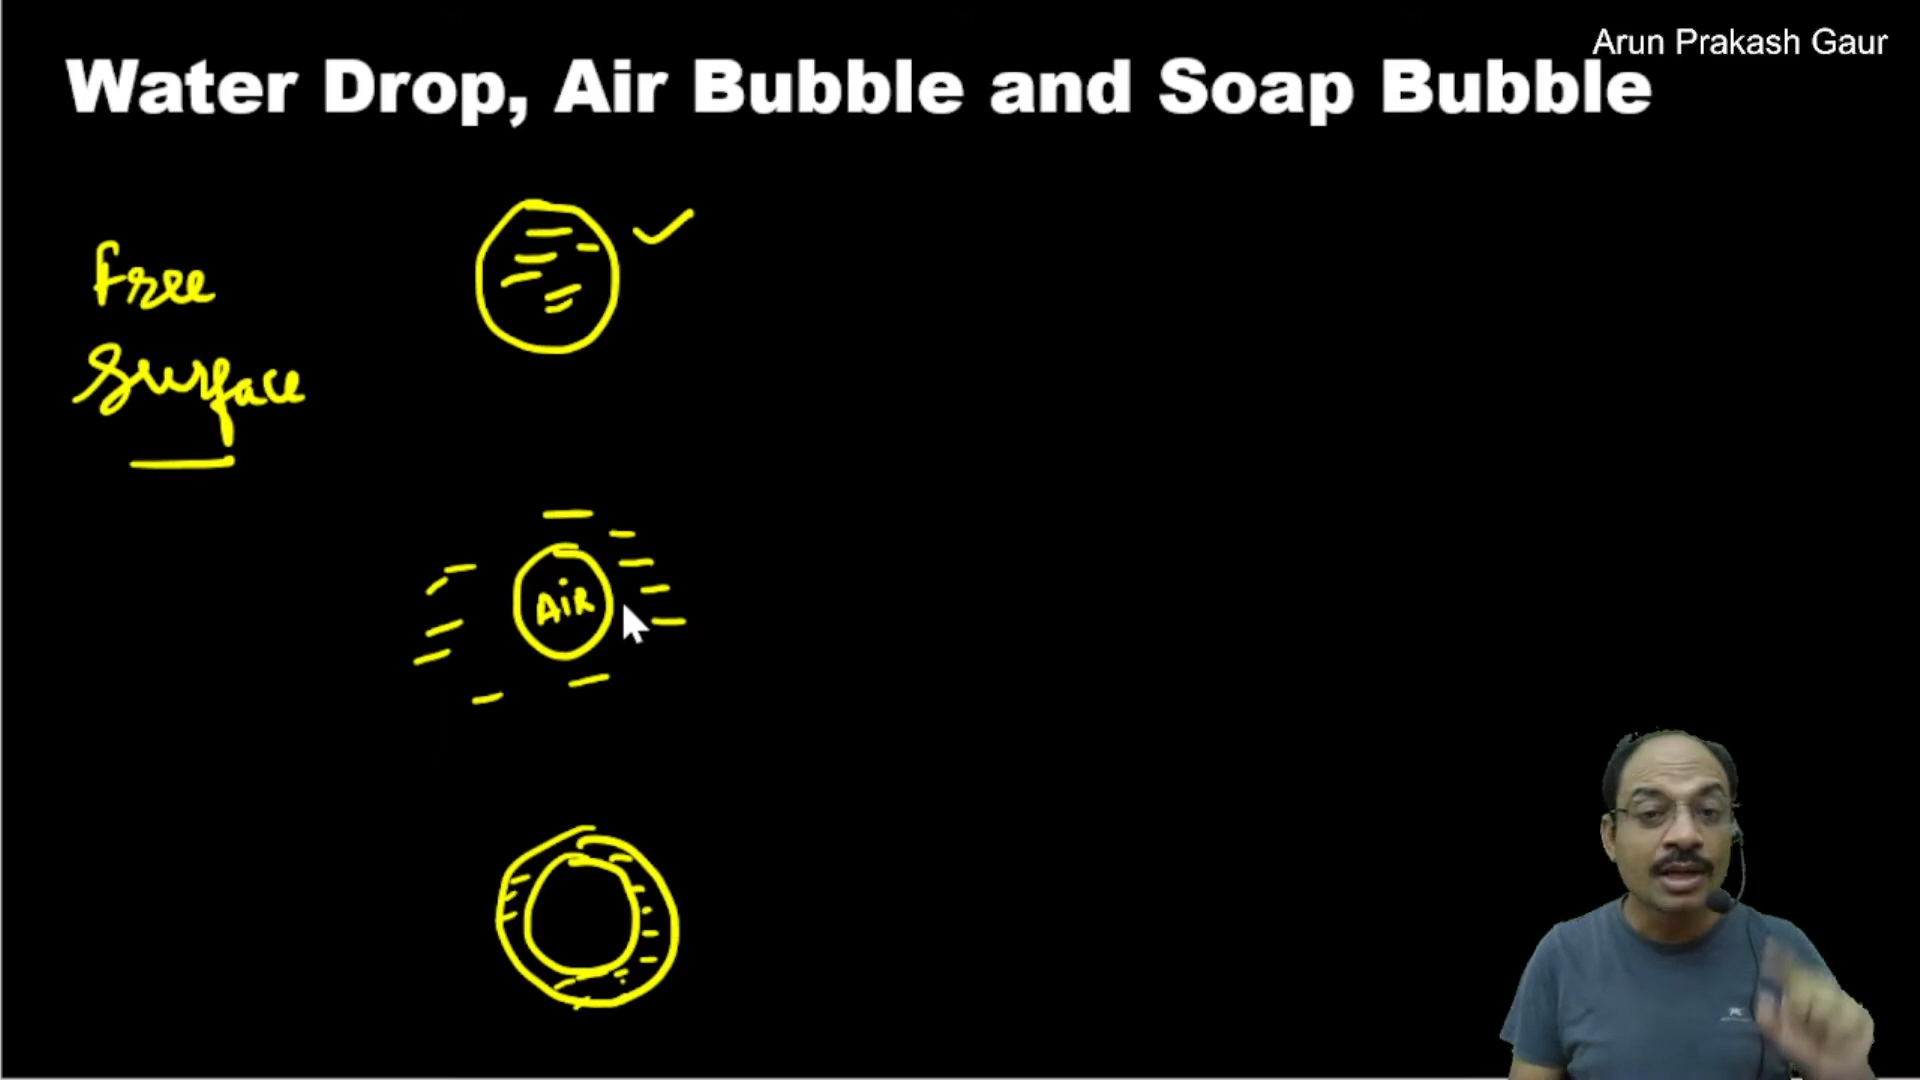 Arun Prakash Gaur
Water Drop, Air Bubble and Soap Bubble
Free
Surface
AiR